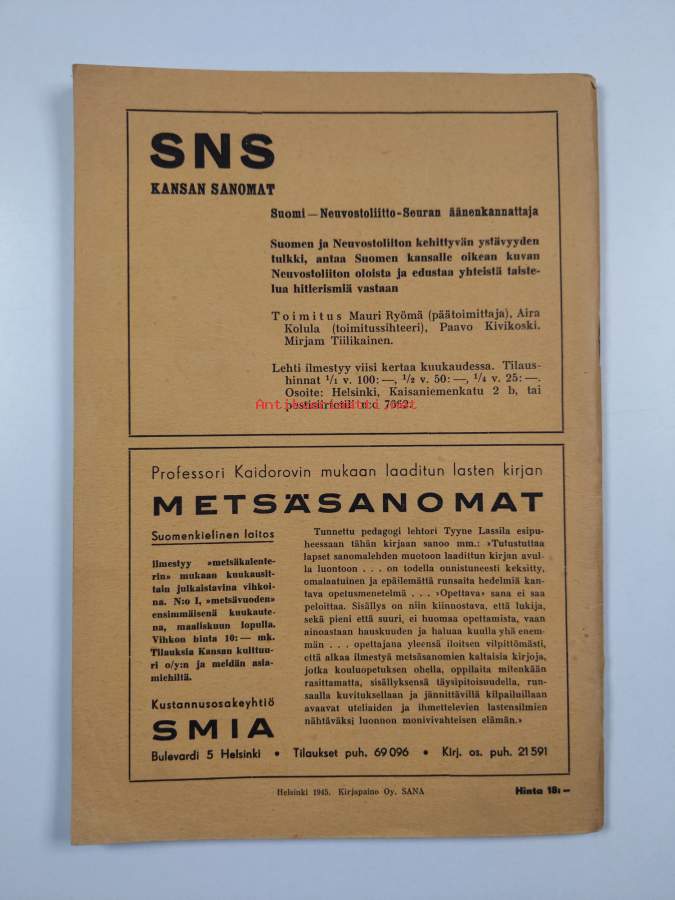 SNS
KANSAN SANOMAT
Suomi — Neuvostoliitto-Seuran äänenkannattaja
Suomen ja Neuvostoliiton kehittyvän ystävyyden
tulkki, antaa Suomen kansalle oikean kuvan
Neuvostoliiton oloista ja edustaa yhteistä taiste-
lua hitlerismiä vastaan
Toimitus Mauri Ryömä (päätoimittaja), Aira
Kolula (toimitussihteeri), Paavo Kivikoski,
Mirjam Tiilikainen.
Lehti ilmestyy viisi kertaa kuukaudessa. Tilaus-
hinnat 1/1 v. 100: —, 1/2 v. 50: —, 1/4 v. 25: —.
Osoite: Helsinki, Kaisaniemenkatu 2 b, tai
postisiirtotili n:o
Professori Kaidorovin mukaan laaditun lasten kirjan
METSÄSANOMAT
Suomenkielinen laitos
ilmestyy »metsäkalente-
rin» mukaan kuukausit-
tain julkaistavina vihkoi-
na. N:o I, »metsävuoden»
ensimmäisenä kuukaute-
na, maaliskuun lopulla.
Vihkon hinta 10: — mk.
Tilauksia Kansan kulttuu-
ri o/y:n ja meidän asia-
miehiltä.
Kustannusosakeyhtiö
SMIA
Tunnettu pedagogi lehtori Tyyne Lassila esipu-
heessaan tähän kirjaan sanoo mm.: »Tutustuttaa
lapset sanomalehden muotoon laaditun kirjan avul-
la luontoon . . . on todella onnistuneesti keksitty,
omalaatuinen ja epäilemättä runsaita hedelmiä kan-
tava opetusmenetelmä . . . »Opettava» sana ei saa
peloittaa. Sisällys on niin kiinnostava, että lukija,
sekä pieni että suuri, ei huomaa opettamista, vaan
ainoastaan hauskuuden ja haluaa kuulla yhä enem-
män . . . opettajana yleensä iloitsen vilpittömästi,
että alkaa ilmestyä metsäsanomien kaltaisia kirjoja,
jotka kouluopetuksen ohella, oppilaita mitenkään
rasittamatta, sisällyksensä täysipitoisuudella, run-
saalla kuvituksellaan ja jännittävillä kilpailuillaan
avaavat uteliaiden ja ihmettelevien lastensilmien
nähtäväksi luonnon monivivahteisen elämän.»
Bulevardi 5 Helsinki • Tilaukset puh. 69 096 • Kirj. os. puh. 21 591
Helsinki 1945. Kirjapaino Oy. SANA
Hinta 18: —